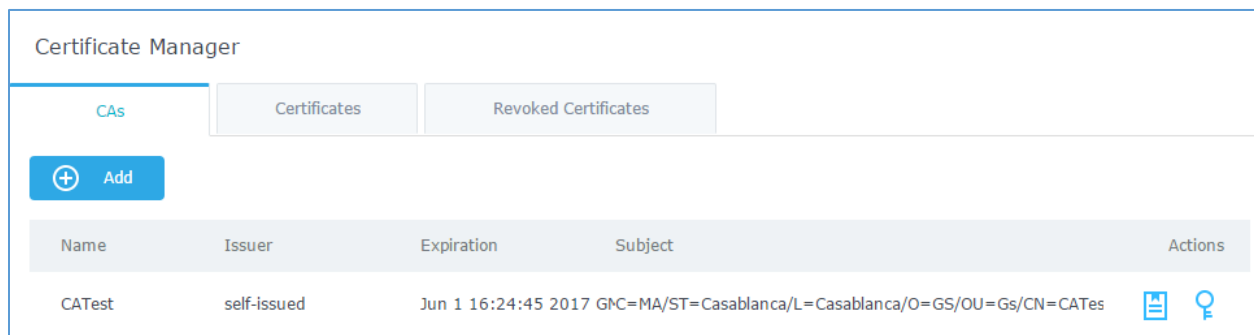 Certificate Manager
CAs Certificates Revoked Certificates
Add
Name Issuer Expiration Subject Actions
CATest self-issued Jun 1 16:24:45 2017 GM C=MA/ST=Casablanca/L=Casablanca/O=GS/OU=Gs/CN=CATes